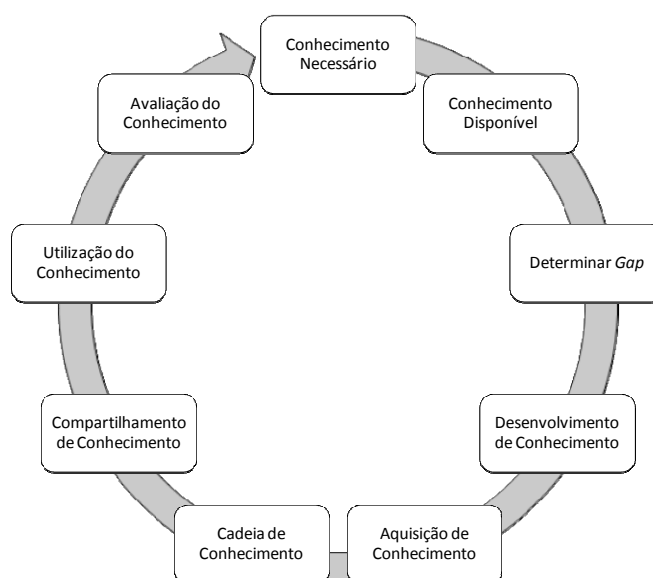 Conhecimento
Necessário
Conhecimento
Disponível
Determinar Gap
Desenvolvimento
de Conhecimento
Aquisição de
Conhecimento
Cadeia de
Conhecimento
Compartilhamento
de Conhecimento
Utilização do
Conhecimento
Avaliação do
Conhecimento